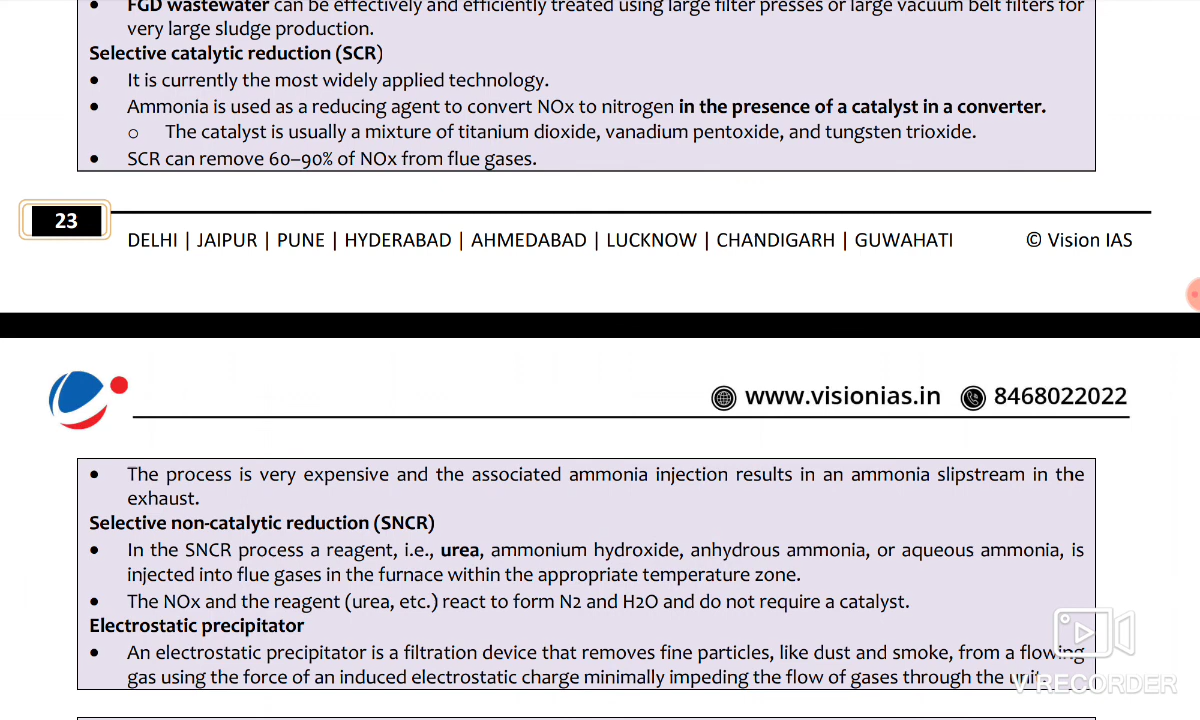 • FGD wastewater can be effectively and efficiently treated using large filter presses or large vacuum belt filters for
very large sludge production.
Selective catalytic reduction (SCR)
• It is currently the most widely applied technology.
• Ammonia is used as a reducing agent to convert NOx to nitrogen in the presence of a catalyst in a converter.
o The catalyst is usually a mixture of titanium dioxide, vanadium pentoxide, and tungsten trioxide.
• SCR can remove 60–90% of NOx from flue gases.
23
DELHI | JAIPUR | PUNE | HYDERABAD | AHMEDABAD | LUCKNOW | CHANDIGARH | GUWAHATI © Vision IAS
www.visionias.in 8468022022
• The process is very expensive and the associated ammonia injection results in an ammonia slipstream in the
exhaust.
Selective non-catalytic reduction (SNCR)
• In the SNCR process a reagent, i.e., urea, ammonium hydroxide, anhydrous ammonia, or aqueous ammonia, is
injected into flue gases in the furnace within the appropriate temperature zone.
• The NOx and the reagent (urea, etc.) react to form N2 and H2O and do not require a catalyst.
Electrostatic precipitator
• An electrostatic precipitator is a filtration device that removes fine particles, like dust and smoke, from a flowing
gas using the force of an induced electrostatic charge minimally impeding the flow of gases through the unit.
V RECORDER